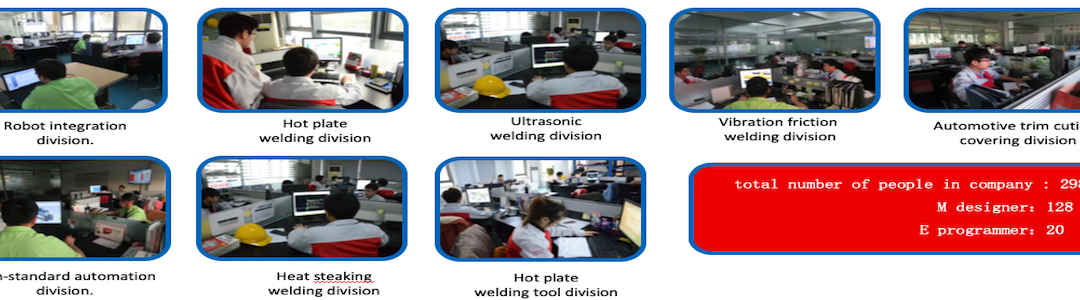 Robot integration
division.
Hot plate
welding division
Ultrasonic
welding division
Vibration friction
welding division
Automotive trim cuti
covering division
-standard automation
division.
Heat steaking
welding division
Hot plate
welding tool division
total number of people in company : 298
M designer: 128
E programmer: 20